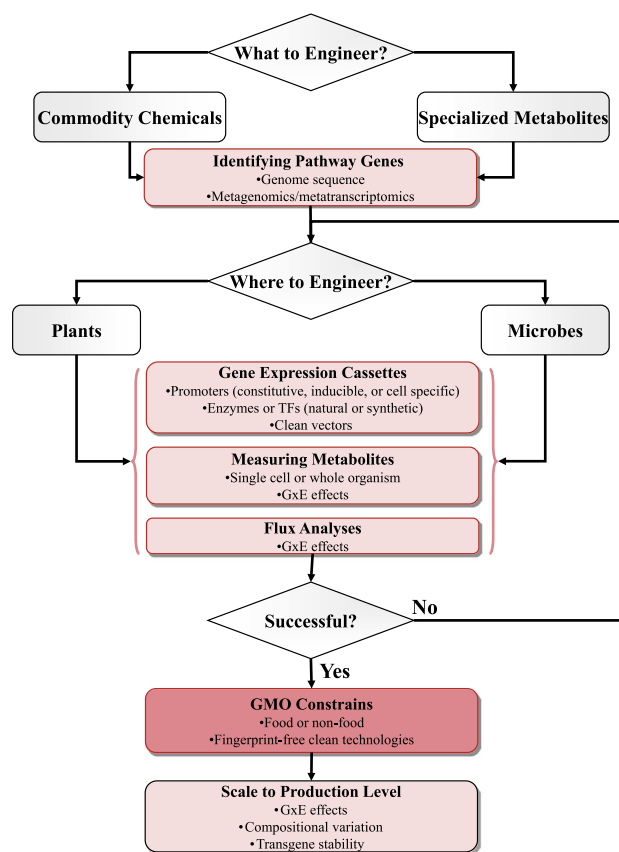 What to Engineer?
Commodity Chemicals
Specialized Metabolites
Identifying Pathway Genes
•Genome sequence
•Metagenomics/metatranscriptomics
Where to Engineer?
Plants
Microbes
Gene Expression Cassettes
•Promoters (constitutive, inducible, or cell specific)
•Enzymes or TFs (natural or synthetic)
•Clean vectors
Measuring Metabolites
•Single cell or whole organism
•GxE effects
Flux Analyses
•GxE effects
Successful?
No
Yes
GMO Constrains
•Food or non-food
•Fingerprint-free clean technologies
Scale to Production Level
•GxE effects
•Compositional variation
•Transgene stability